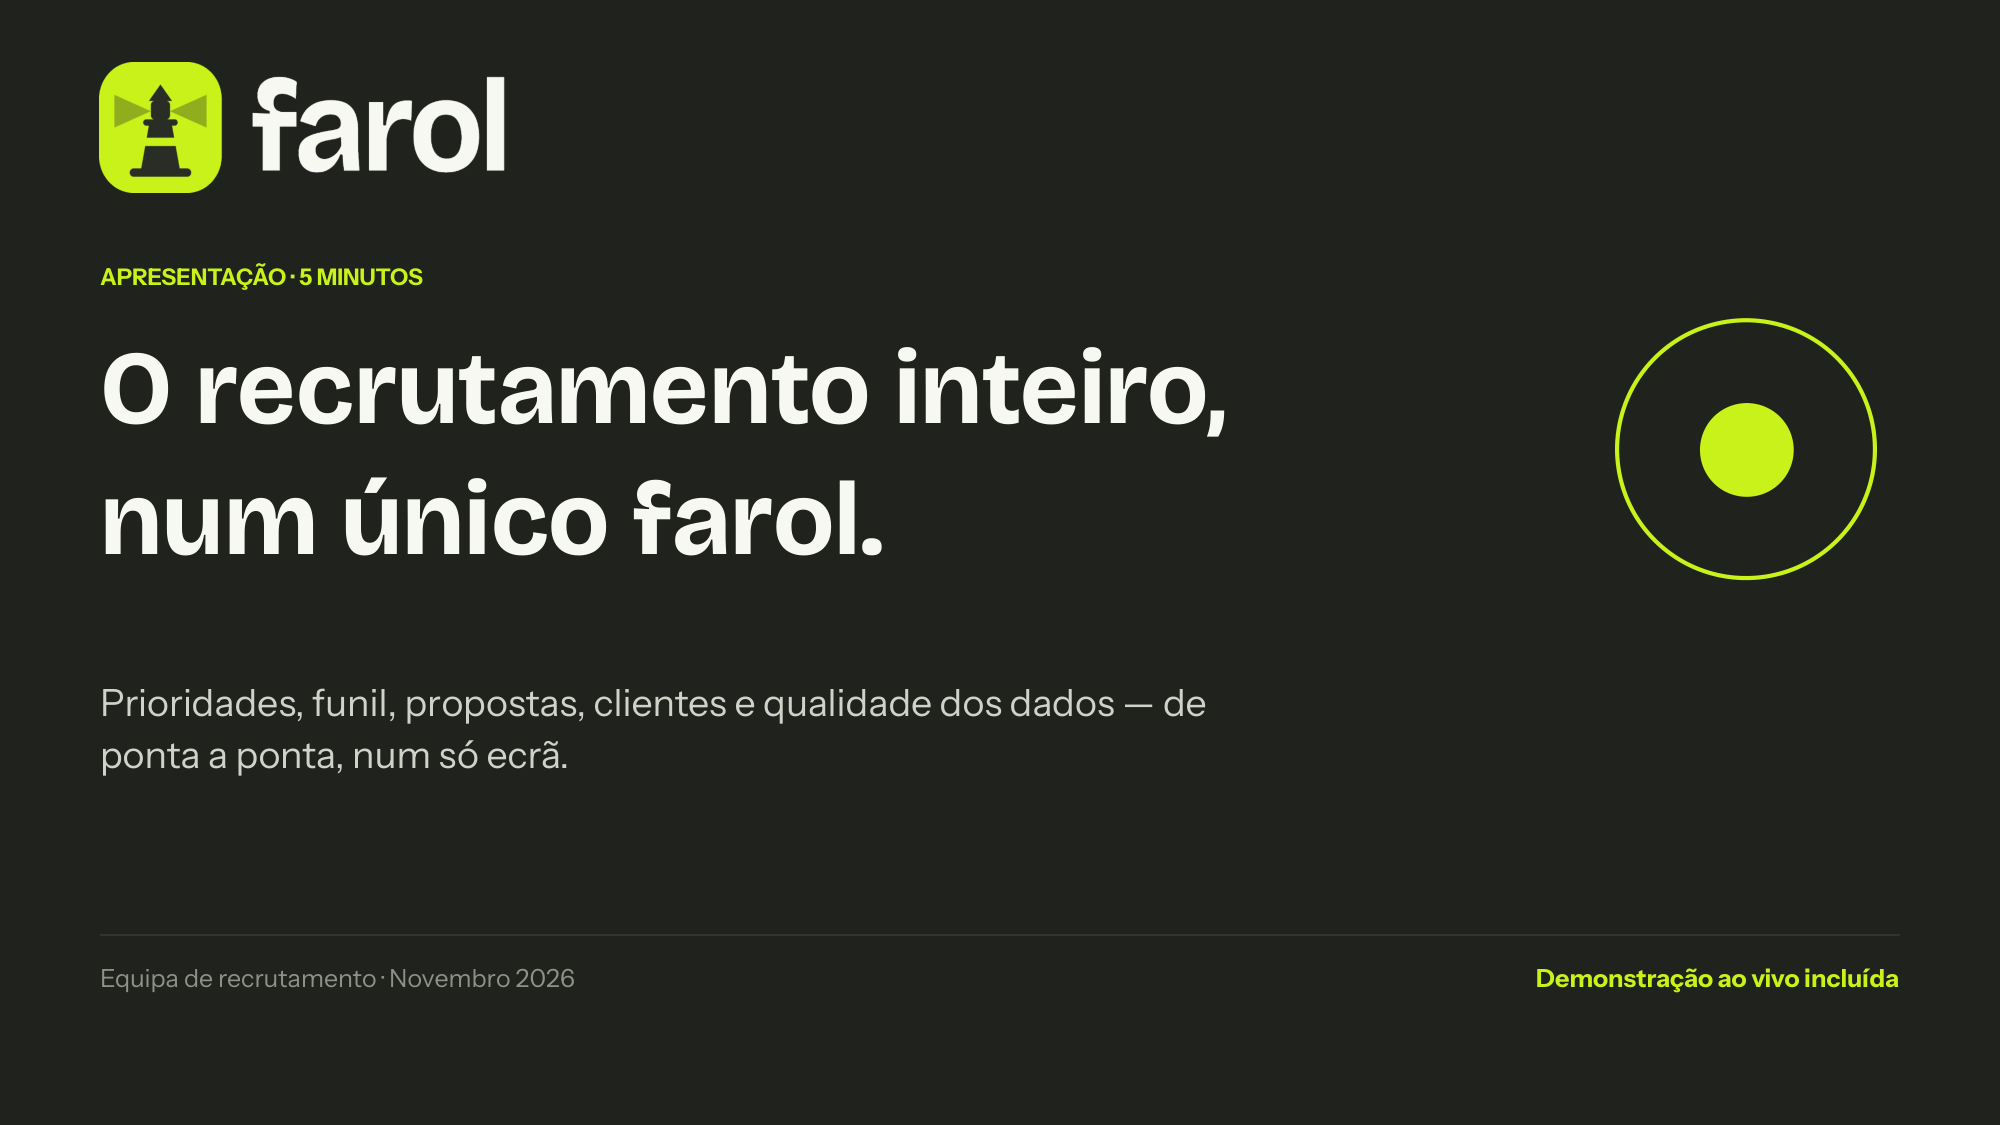 farol
APRESENTAÇÃO · 5 MINUTOS
O recrutamento inteiro,
num único farol.
Prioridades, funil, propostas, clientes e qualidade dos dados — de
ponta a ponta, num só ecrã.
Equipa de recrutamento · Novembro 2026
Demonstração ao vivo incluída